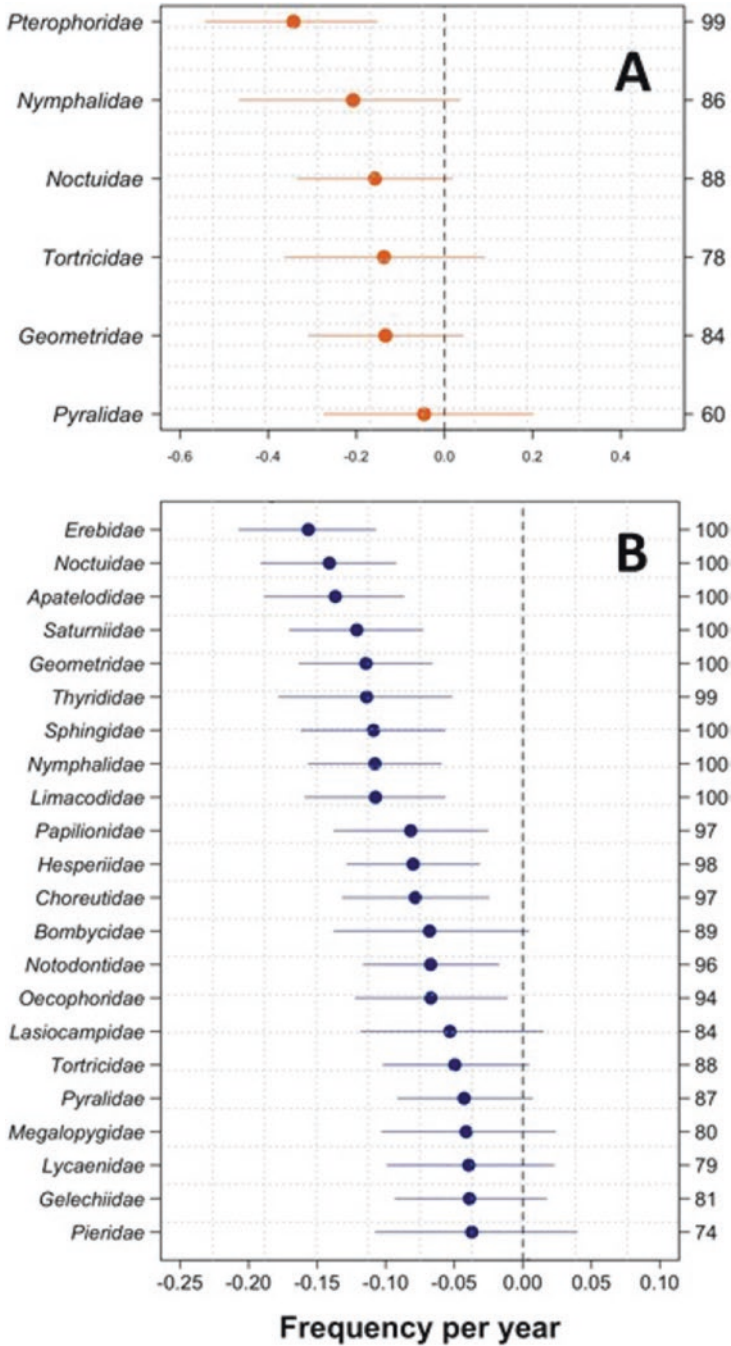 Pterophoridae 99
A
Nymphalidae 86
Noctuidae 88
Tortricidae 78
Geometridae 84
Pyralidae 60
-0.6 -0.4 -0.2 0.0 0.2 0.4
Erebidae 100
B
Noctuidae 100
Apatelodidae 100
Saturniidae 100
Geometridae 100
Thyrididae 99
Sphingidae 100
Nymphalidae 100
Limacodidae 100
Papilionidae 97
Hesperiidae 98
Choreutidae 97
Bombycidae 89
Notodontidae 96
Oecophoridae 94
Lasiocampidae 84
Tortricidae 88
Pyralidae 87
Megalopygidae 80
Lycaenidae 79
Gelechiidae 81
Pieridae 74
-0.25 -0.20 -0.15 -0.10 -0.05 0.00 0.05 0.10
Frequency per year